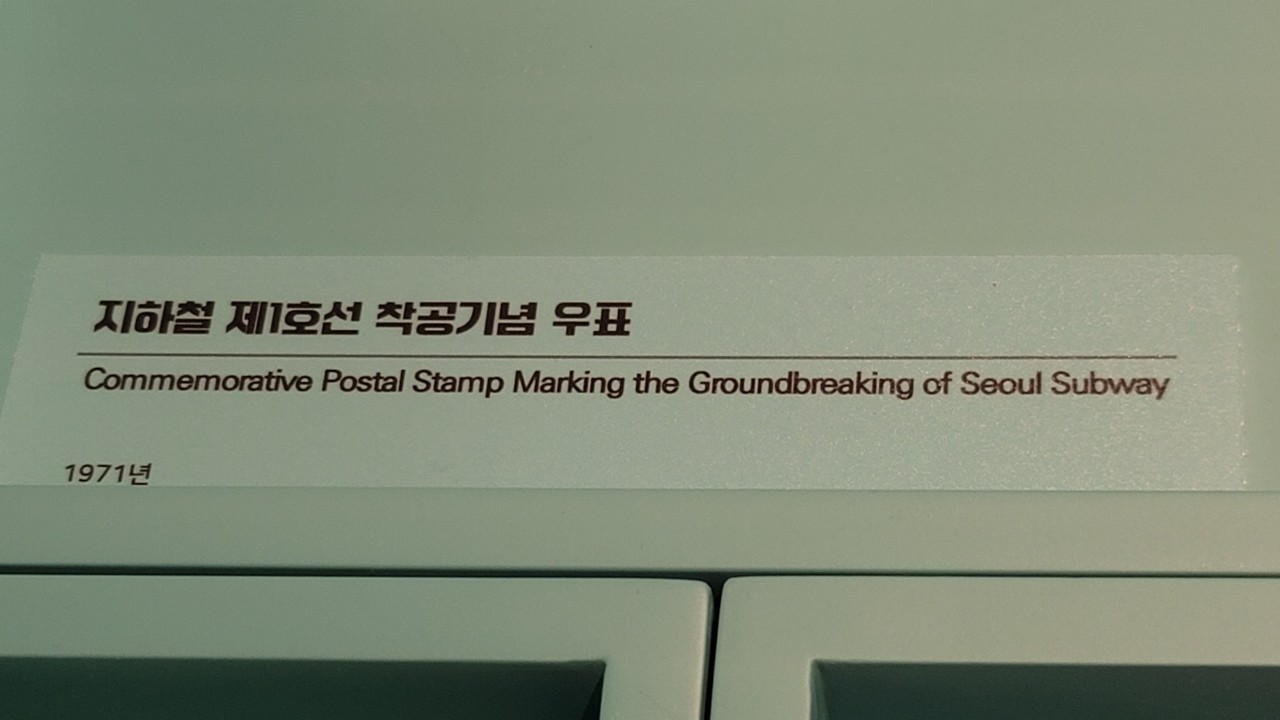 지하철 제1호선 착공기념 우표
Commemorative Postal Stamp Marking the Groundbreaking of Seoul Subway
1971년